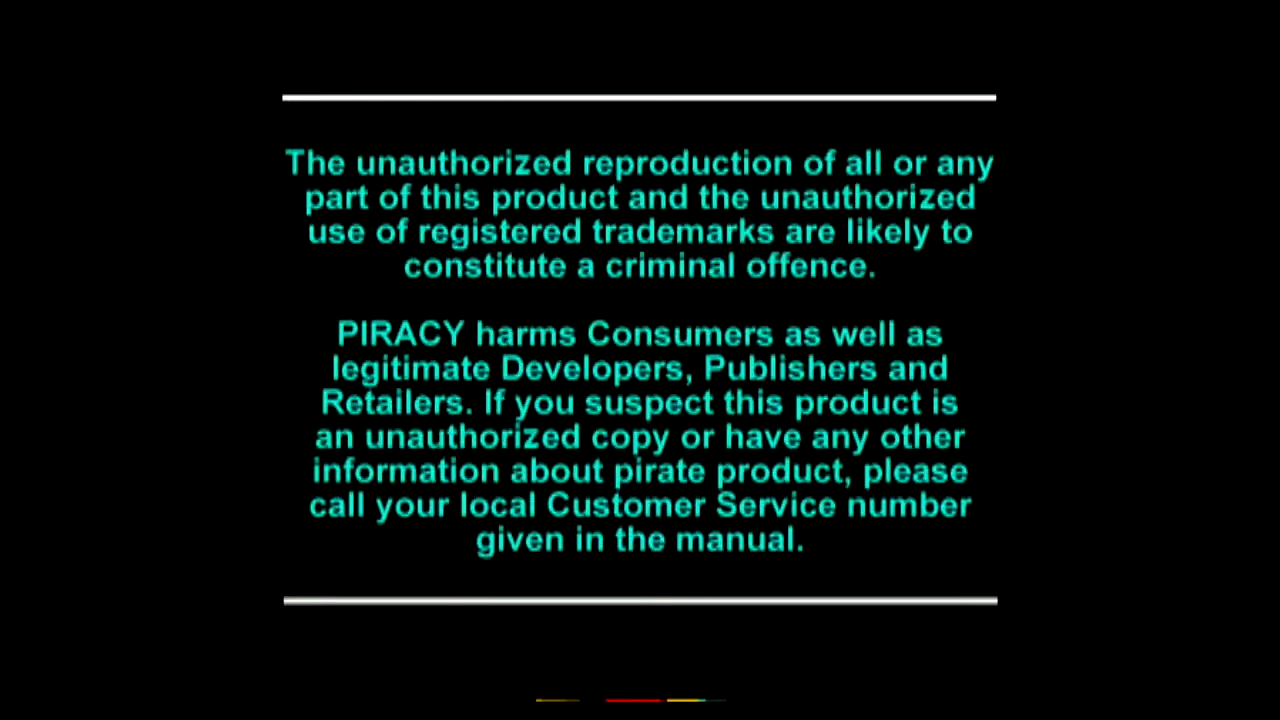 The unauthorized reproduction of all or any
part of this product and the unauthorized
use of registered trademarks are likely to
constitute a criminal offence.
PIRACY harms Consumers as well as
legitimate Developers, Publishers and
Retailers. If you suspect this product is
an unauthorized copy or have any other
information about pirate product, please
call your local Customer Service number
given in the manual.